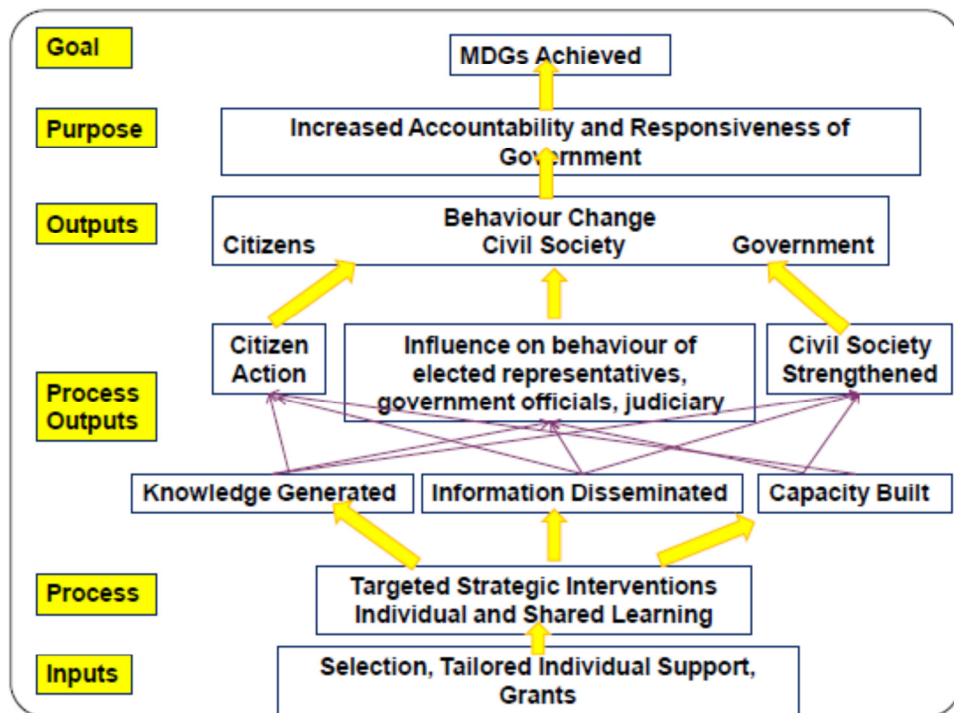 Goal
MDGs Achieved
Purpose
Increased Accountability and Responsiveness of
Government
Outputs
Behaviour Change
Citizens Civil Society Government
Citizen
Action
Influence on behaviour of
elected representatives,
government officials, judiciary
Civil Society
Strengthened
Process
Outputs
Knowledge Generated
Information Disseminated
Capacity Built
Process
Targeted Strategic Interventions
Individual and Shared Learning
Inputs
Selection, Tailored Individual Support,
Grants